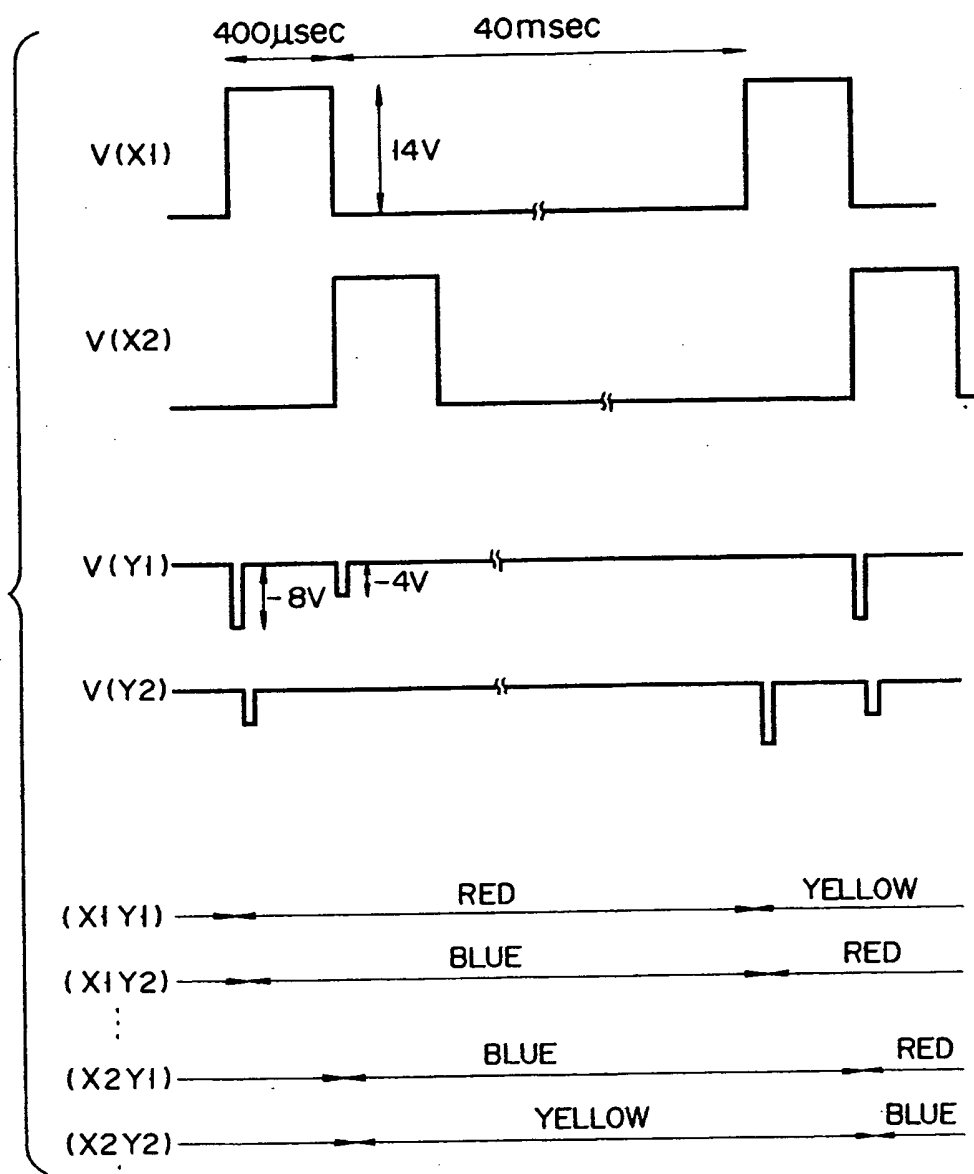 400μsec 40msec
V(X1)
14V
V(X2)
V(Y1)
-8V
-4V
V(Y2)
(X1Y1) RED YELLOW
(X1Y2) BLUE RED
(X2Y1) BLUE RED
(X2Y2) YELLOW BLUE